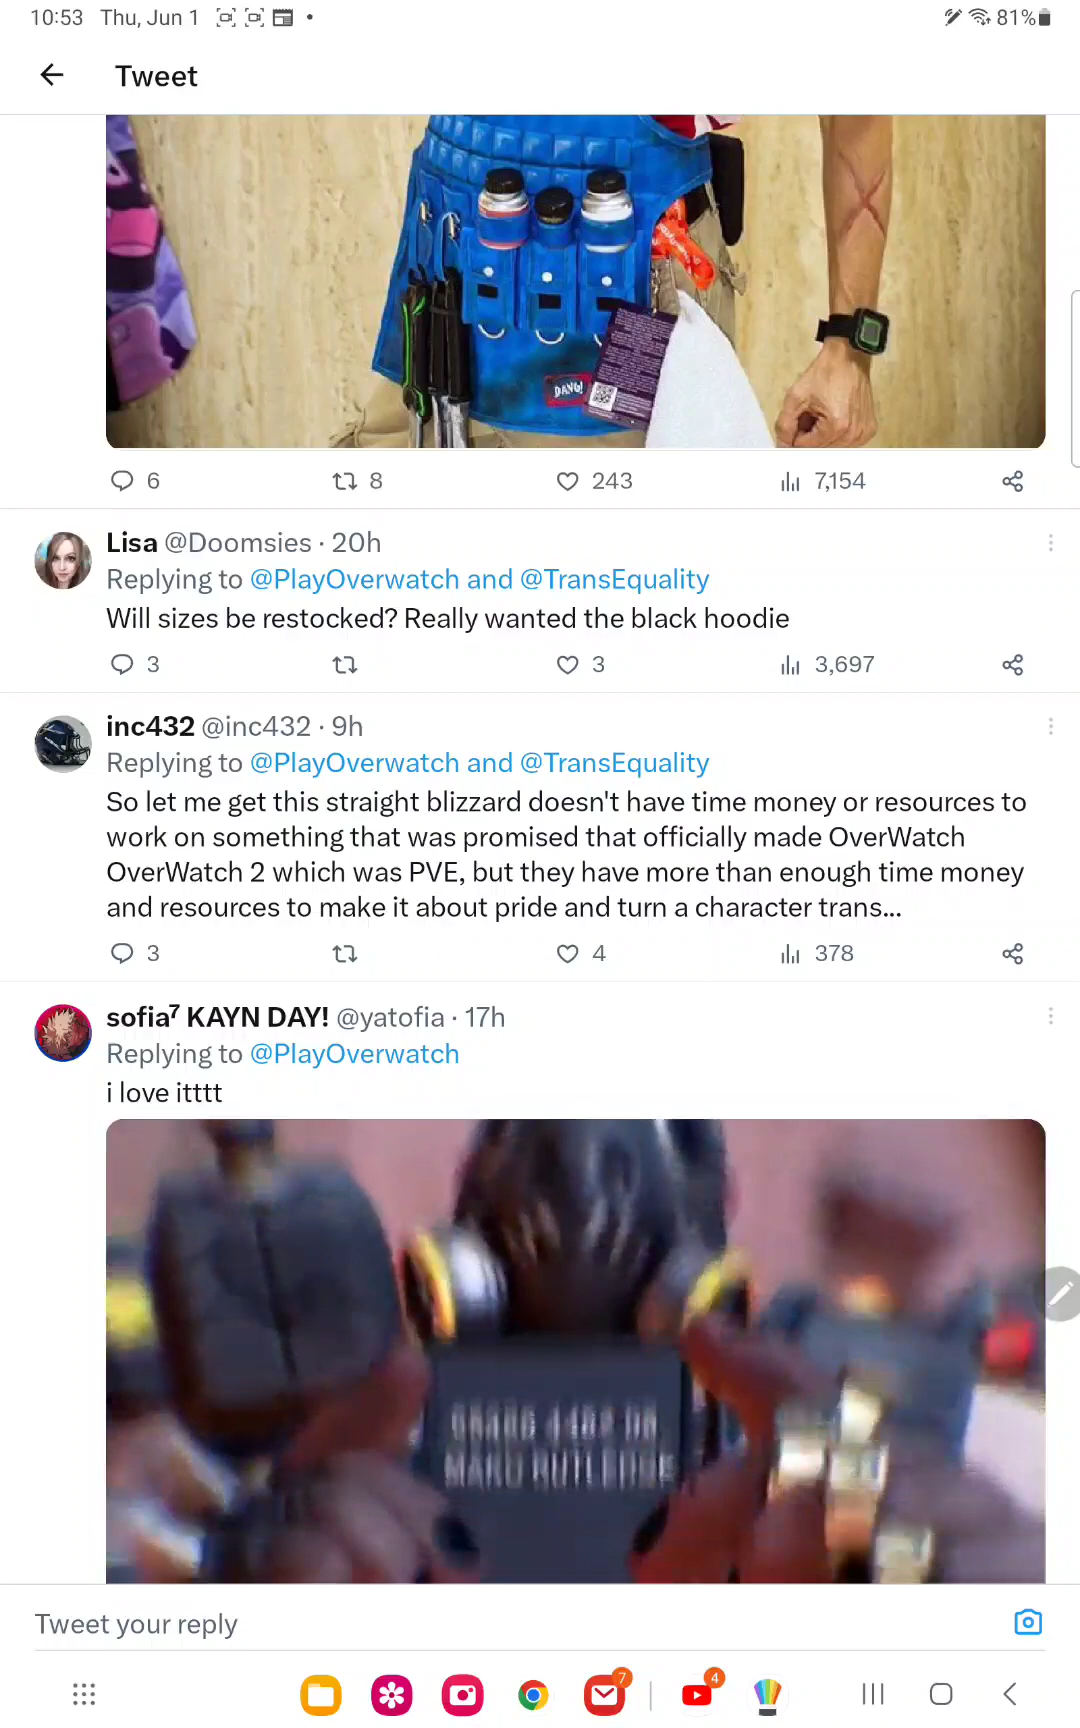 10:53 Thu, Jun 1 81%
Tweet
DANG!
6 8 243 7,154
Lisa @Doomsies · 20h
Replying to @PlayOverwatch and @TransEquality
Will sizes be restocked? Really wanted the black hoodie
3 3 3,697
inc432 @inc432 · 9h
Replying to @PlayOverwatch and @TransEquality
So let me get this straight blizzard doesn't have time money or resources to
work on something that was promised that officially made OverWatch
OverWatch 2 which was PVE, but they have more than enough time money
and resources to make it about pride and turn a character trans...
3 4 378
sofia⁷ KAYN DAY! @yatofia · 17h
Replying to @PlayOverwatch
i love itttt
Tweet your reply
7 4